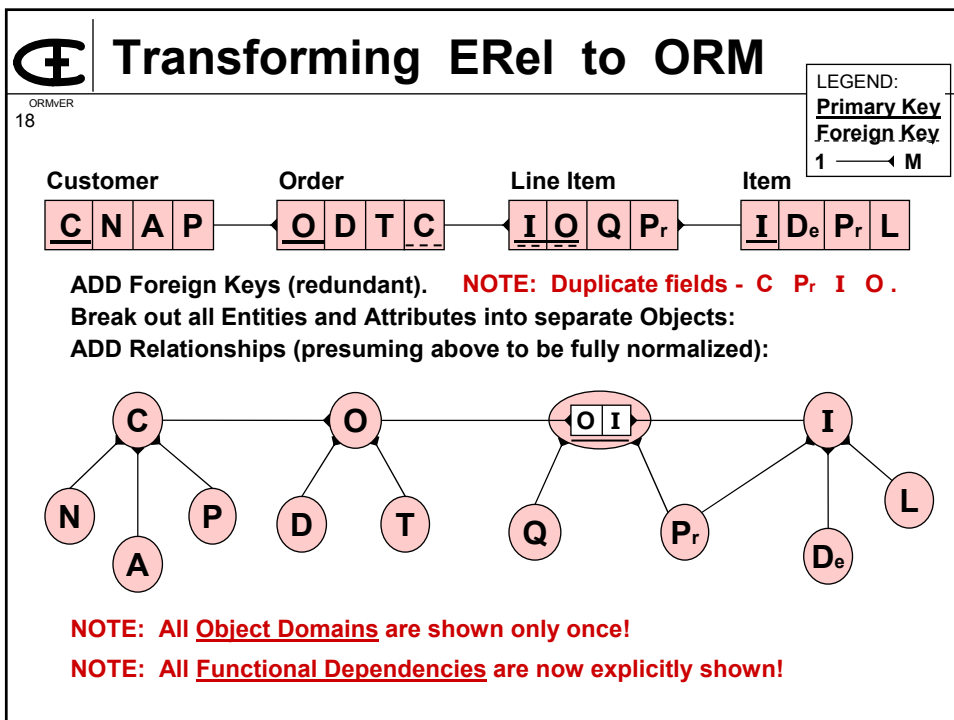 Transforming ERel to ORM
ORMvER
18
LEGEND:
Primary Key
Foreign Key
1 M
Customer Order Line Item Item
C N A P O D T C I O Q Pr I De Pr L
ADD Foreign Keys (redundant). NOTE: Duplicate fields - C Pr I O .
Break out all Entities and Attributes into separate Objects:
ADD Relationships (presuming above to be fully normalized):
C O O I I
N A P D T Q Pr De L
NOTE: All Object Domains are shown only once!
NOTE: All Functional Dependencies are now explicitly shown!